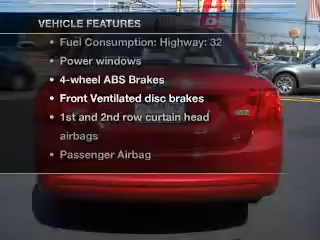 VEHICLE FEATURES
• Fuel Consumption: Highway: 32
• Power windows
• 4-wheel ABS Brakes
• Front Ventilated disc brakes
• 1st and 2nd row curtain head
airbags
• Passenger Airbag